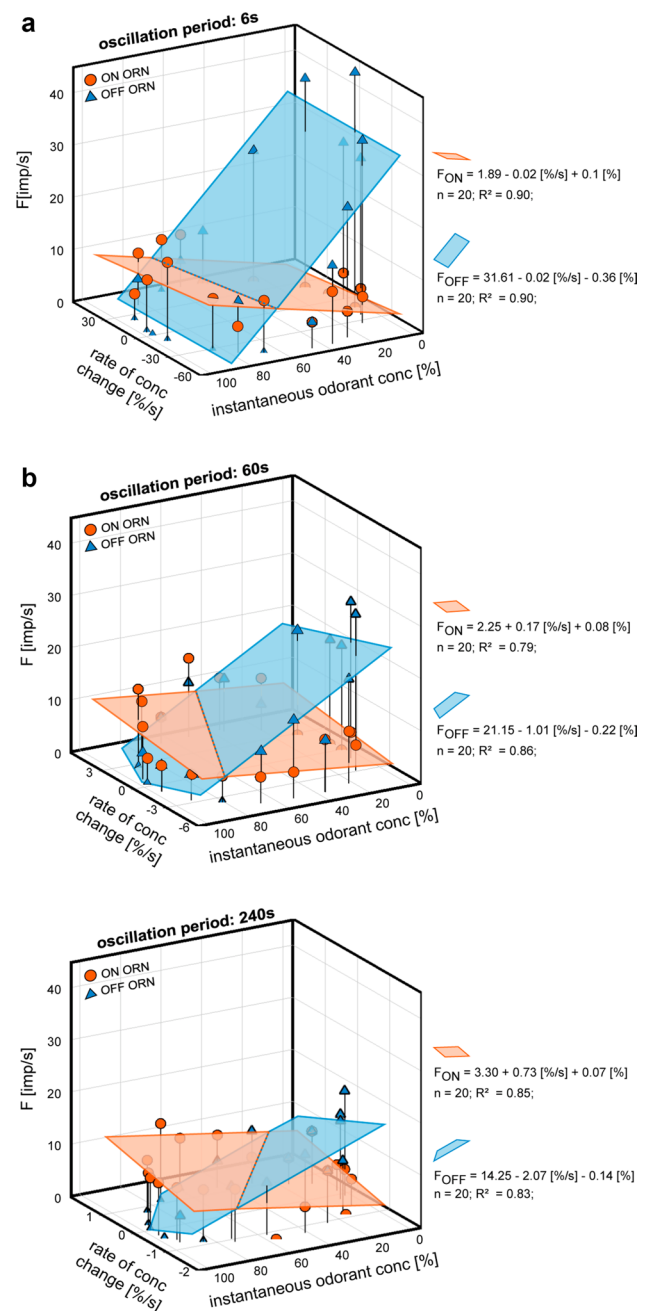 a
oscillation period: 6s
ON ORN
OFF ORN
40
30
20
10
0
F[imp/s]
30
0
-30
-60
rate of conc
change [%/s]
100
80
60
40
20
0
instantaneous odorant conc [%]
FON = 1.89 - 0.02 [%/s] + 0.1 [%]
n = 20; R² = 0.90;
FOFF = 31.61 - 0.02 [%/s] - 0.36 [%]
n = 20; R² = 0.90;
b
oscillation period: 60s
ON ORN
OFF ORN
40
30
20
10
0
F [imp/s]
3
0
-3
-6
rate of conc
change [%/s]
100
80
60
40
20
0
instantaneous odorant conc [%]
FON = 2.25 + 0.17 [%/s] + 0.08 [%]
n = 20; R² = 0.79;
FOFF = 21.15 - 1.01 [%/s] - 0.22 [%]
n = 20; R² = 0.86;
oscillation period: 240s
ON ORN
OFF ORN
40
30
20
10
0
F [imp/s]
1
0
-1
-2
rate of conc
change [%/s]
100
80
60
40
20
0
instantaneous odorant conc [%]
FON = 3.30 + 0.73 [%/s] + 0.07 [%]
n = 20; R² = 0.85;
FOFF = 14.25 - 2.07 [%/s] - 0.14 [%]
n = 20; R² = 0.83;